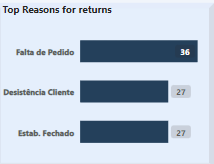 Top Reasons for returns
Falta de Pedido 36
Desistência Cliente 27
Estab. Fechado 27